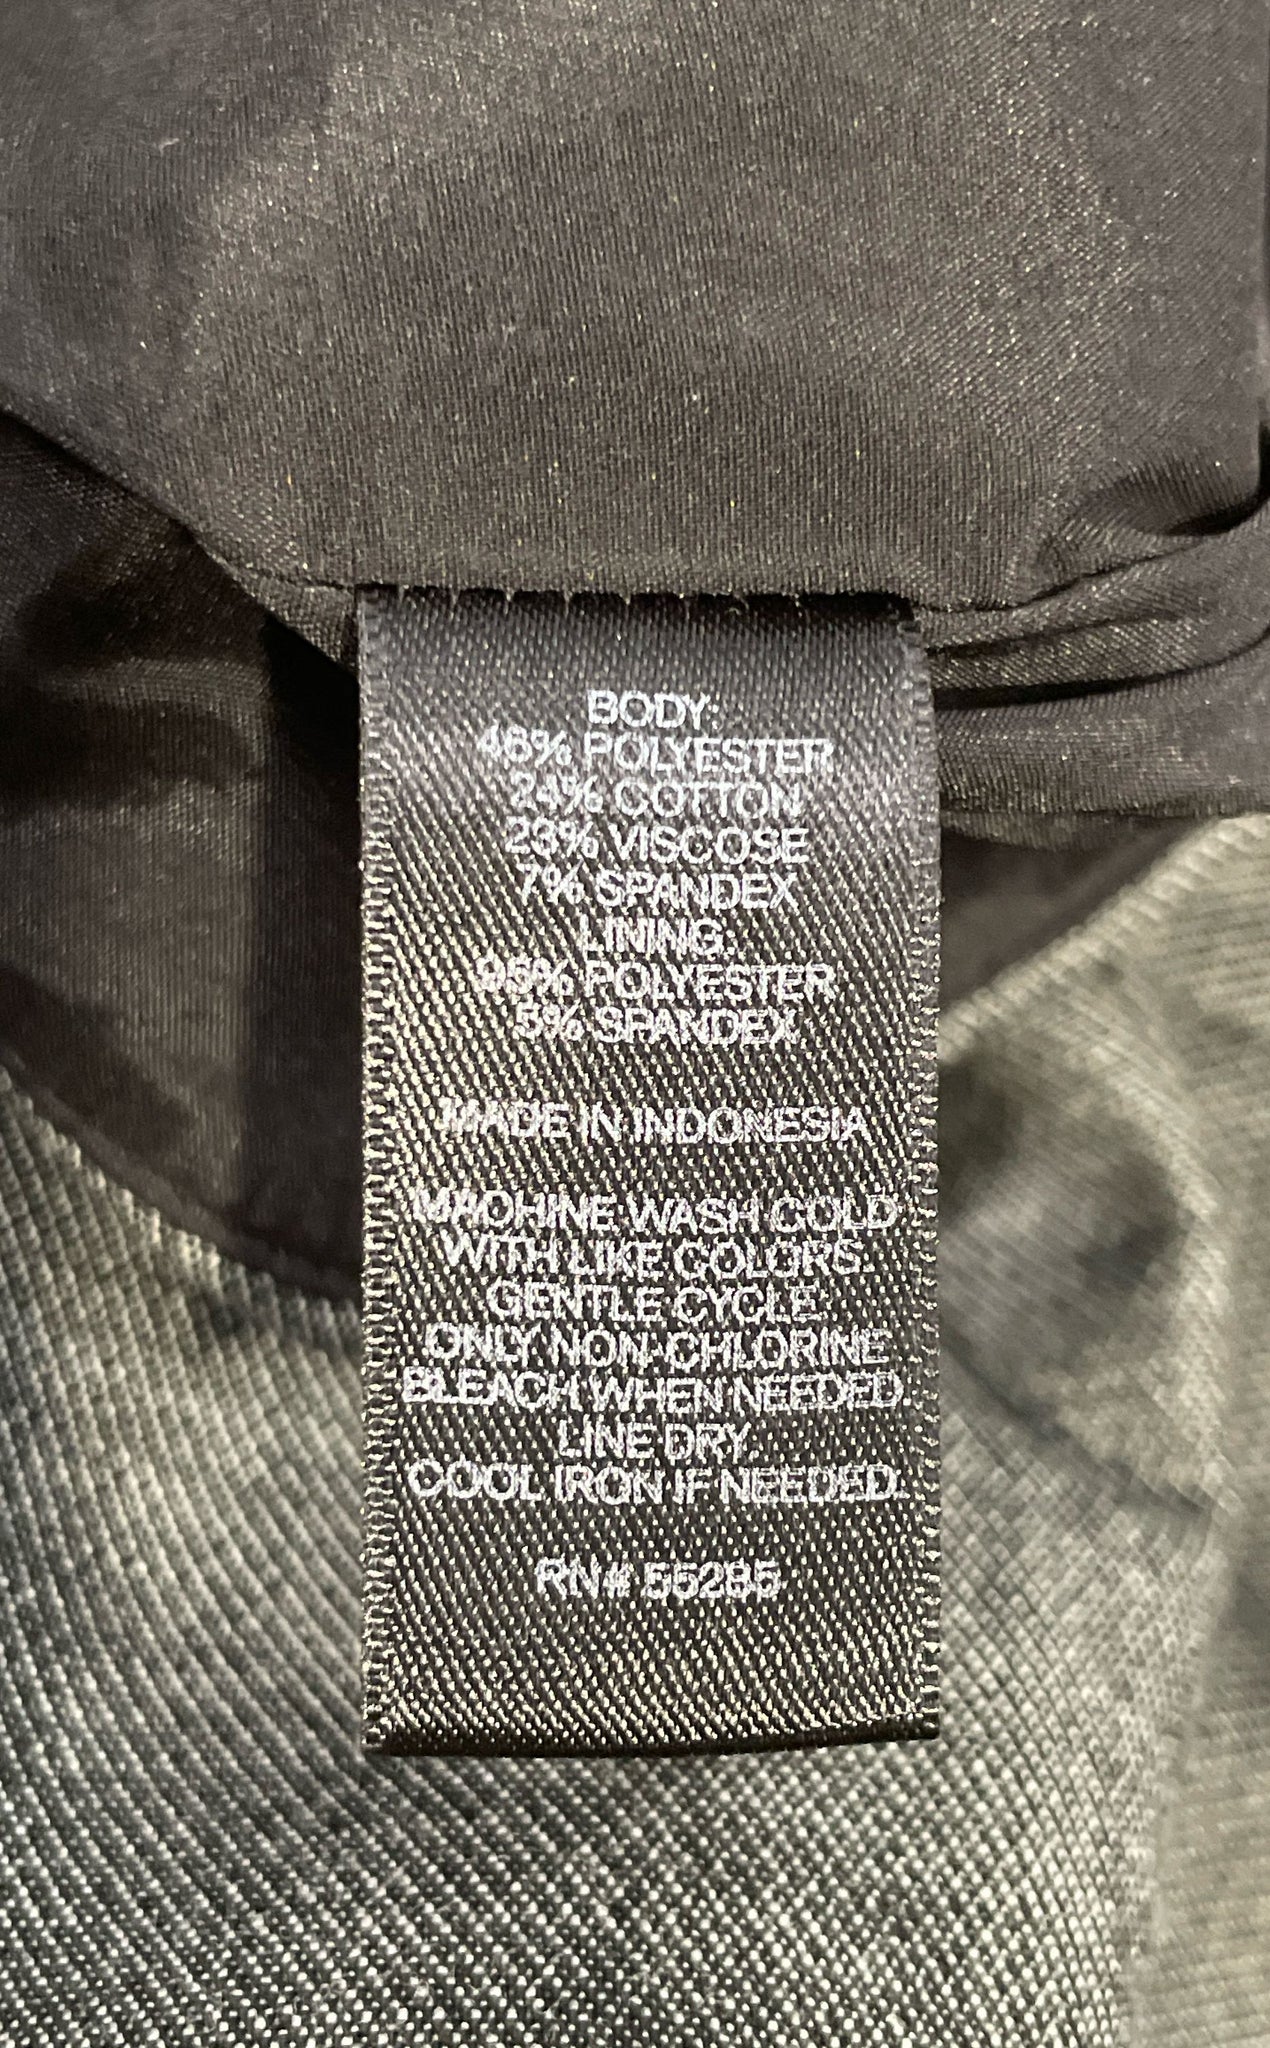 BODY:
46% POLYESTER
24% COTTON
23% VISCOSE
7% SPANDEX
LINING:
95% POLYESTER
5% SPANDEX
MADE IN INDONESIA
MACHINE WASH COLD
WITH LIKE COLORS.
GENTLE CYCLE.
ONLY NON-CHLORINE
BLEACH WHEN NEEDED.
LINE DRY.
COOL IRON IF NEEDED.
RN# 55285